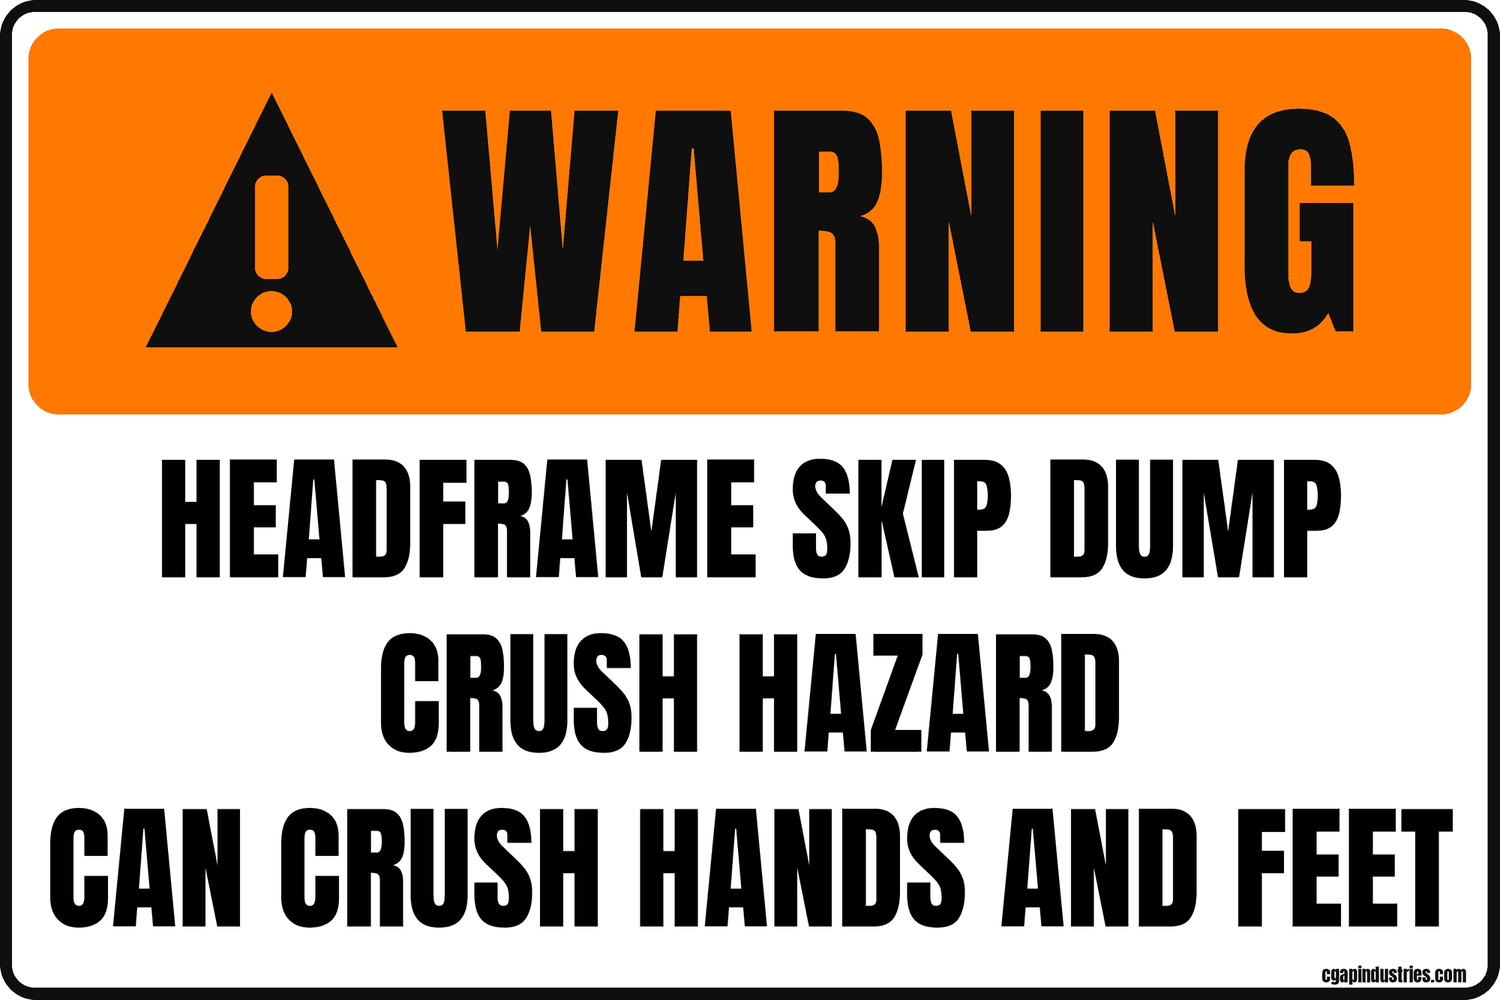 WARNING
HEADFRAME SKIP DUMP
CRUSH HAZARD
CAN CRUSH HANDS AND FEET
cgapindustries.com